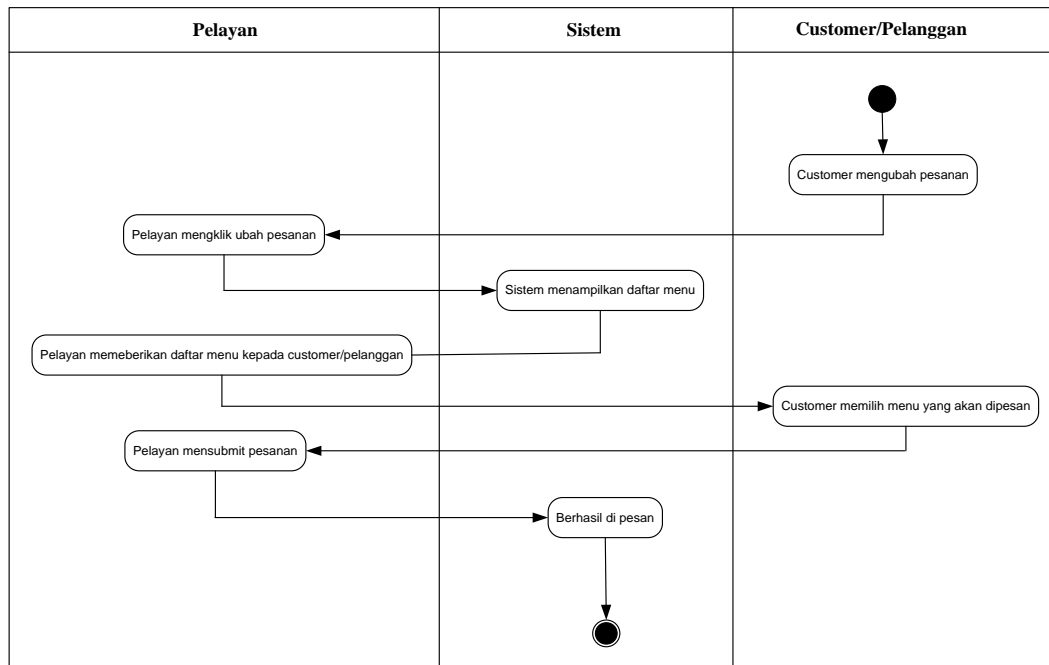 Pelayan
Sistem
Customer/Pelanggan
Customer mengubah pesanan
Pelayan mengklik ubah pesanan
Sistem menampilkan daftar menu
Pelayan memeberikan daftar menu kepada customer/pelanggan
Customer memilih menu yang akan dipesan
Pelayan mensubmit pesanan
Berhasil di pesan